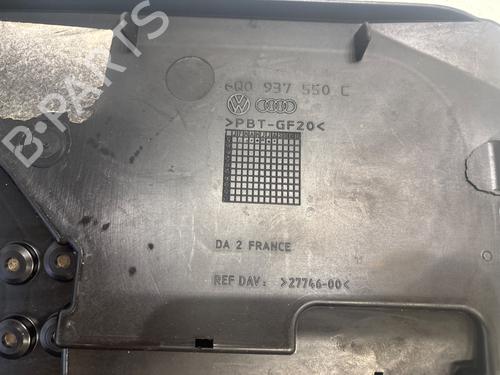 B-PARTS
6Q0 937 550 C
>PBT-GF20<
DA 2 FRANCE
REF DAV: >27746-00<